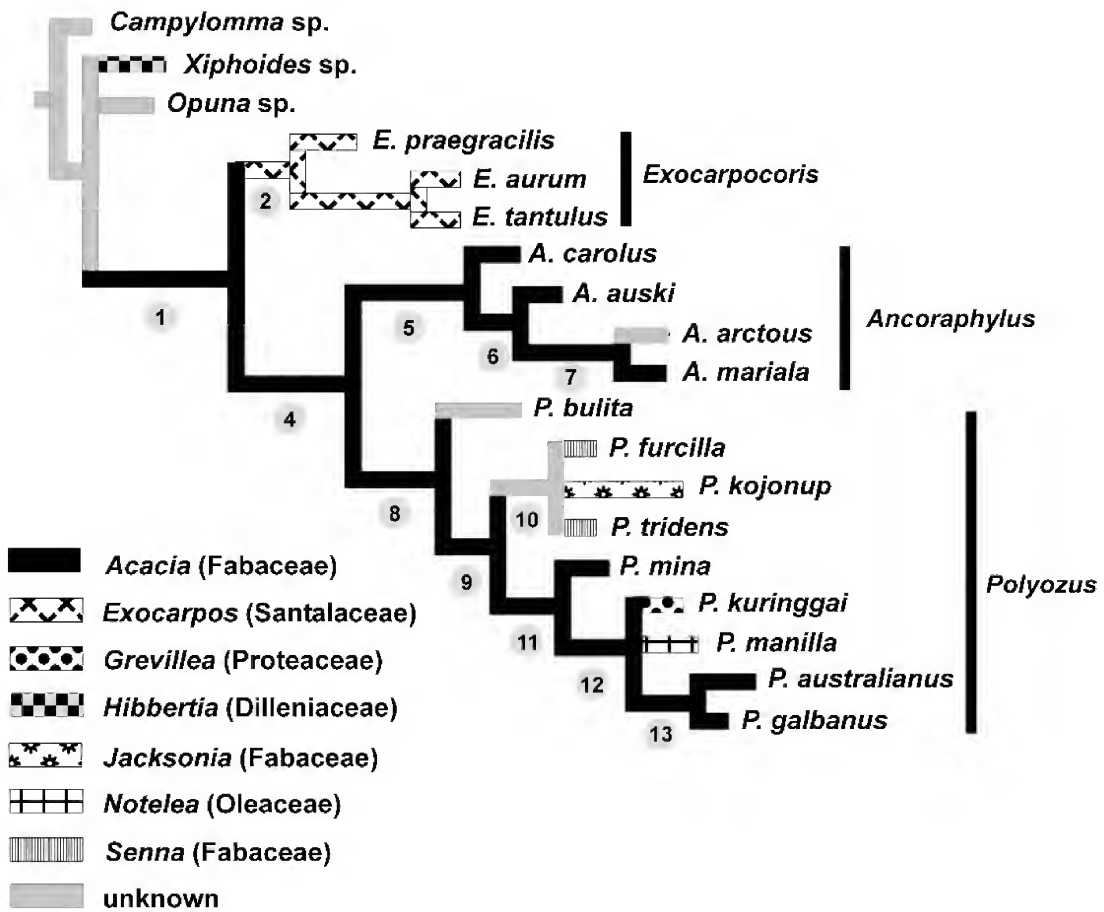 Campylomma sp.
Xiphoides sp.
Opuna sp.
E. praegracilis
E. aurum
E. tantulus
Exocarpocoris
2
A. carolus
A. auski
A. arctous
A. mariala
Ancoraphylus
1
5
6
7
4
P. bulita
P. furcilla
P. kojonup
P. tridens
P. mina
P. kuringgai
P. manilla
P. australianus
P. galbanus
Polyozus
8
10
9
11
12
13
Acacia (Fabaceae)
Exocarpos (Santalaceae)
Grevillea (Proteaceae)
Hibbertia (Dilleniaceae)
Jacksonia (Fabaceae)
Notelea (Oleaceae)
Senna (Fabaceae)
unknown